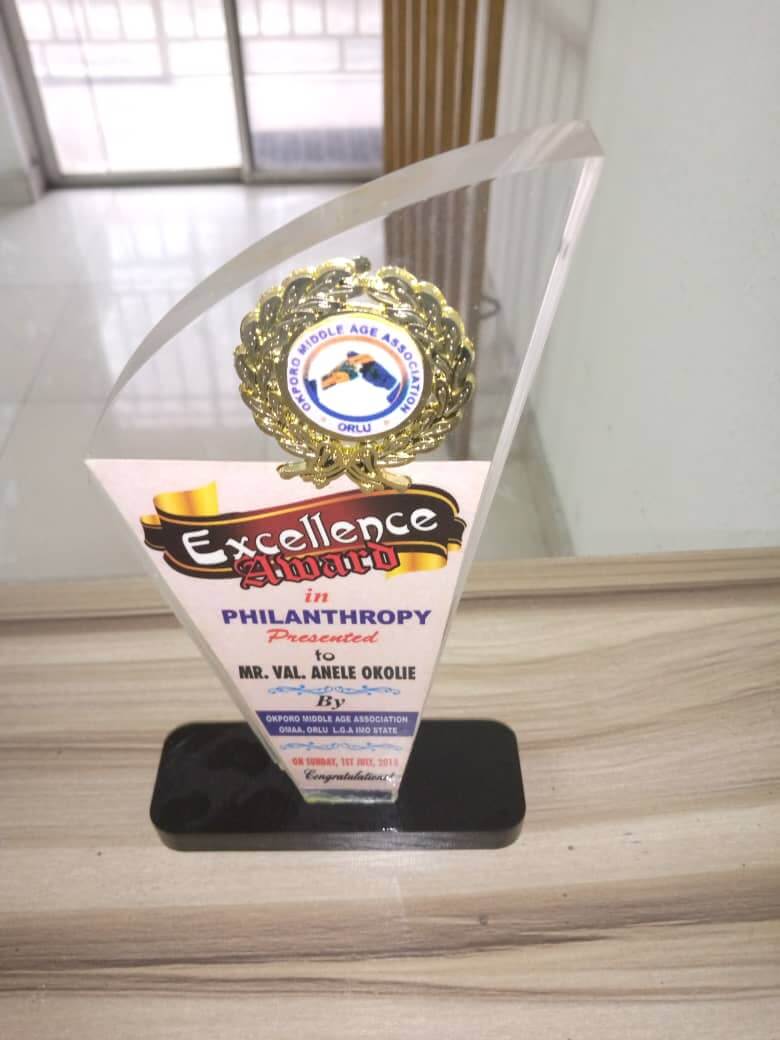 OKPORO MIDDLE AGE ASSOCIATION
ORLU
Excellence
Award
in
PHILANTHROPY
Presented
to
MR. VAL. ANELE OKOLIE
By
OKPORO MIDDLE AGE ASSOCIATION
OMAA, ORLU L.G.A IMO STATE
ON SUNDAY, 1ST JULY, 2018
Congratulations!